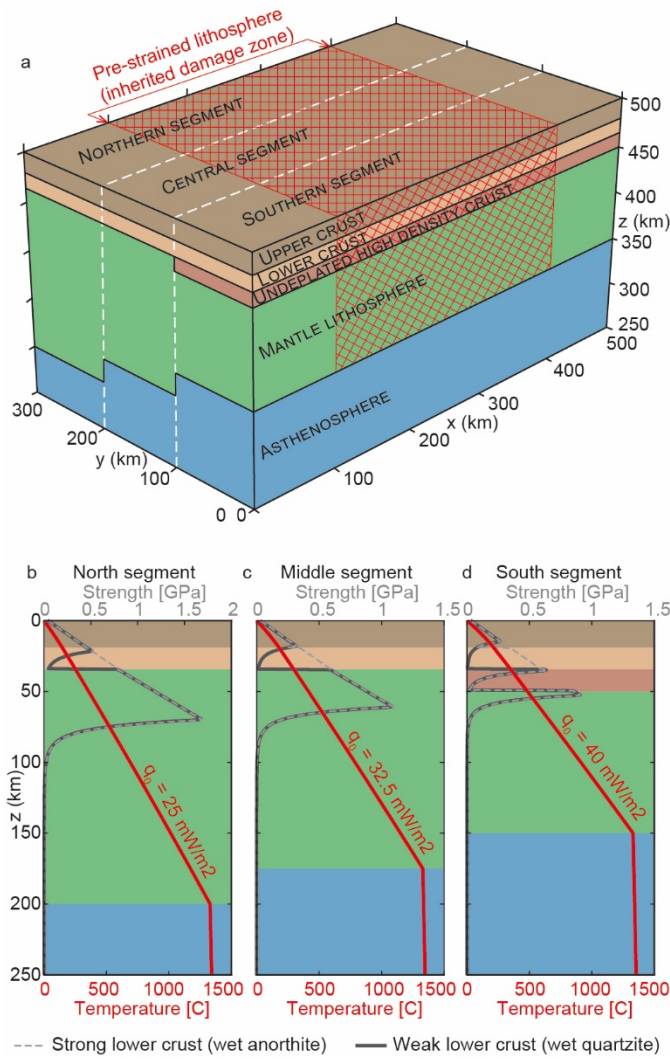 a
Pre-strained lithosphere
(inherited damage zone)
Northern segment
Central segment
Southern segment
Upper crust
Lower crust
Undeplated high density crust
Mantle lithosphere
Asthenosphere
500
450
400
z (km)
350
300
250
500
400
300
x (km)
200
100
0
0
100
y (km)
200
300
b North segment
Strength [GPa]
0 0.5 1 1.5 2
c Middle segment
Strength [GPa]
0 0.5 1 1.5
d South segment
Strength [GPa]
0 0.5 1 1.5
0
50
100
z (km)
150
200
250
q0 = 25 mW/m2
q0 = 32.5 mW/m2
q0 = 40 mW/m2
0 500 1000 1500
Temperature [C]
0 500 1000 1500
Temperature [C]
0 500 1000 1500
Temperature [C]
Strong lower crust (wet anorthite) Weak lower crust (wet quartzite)